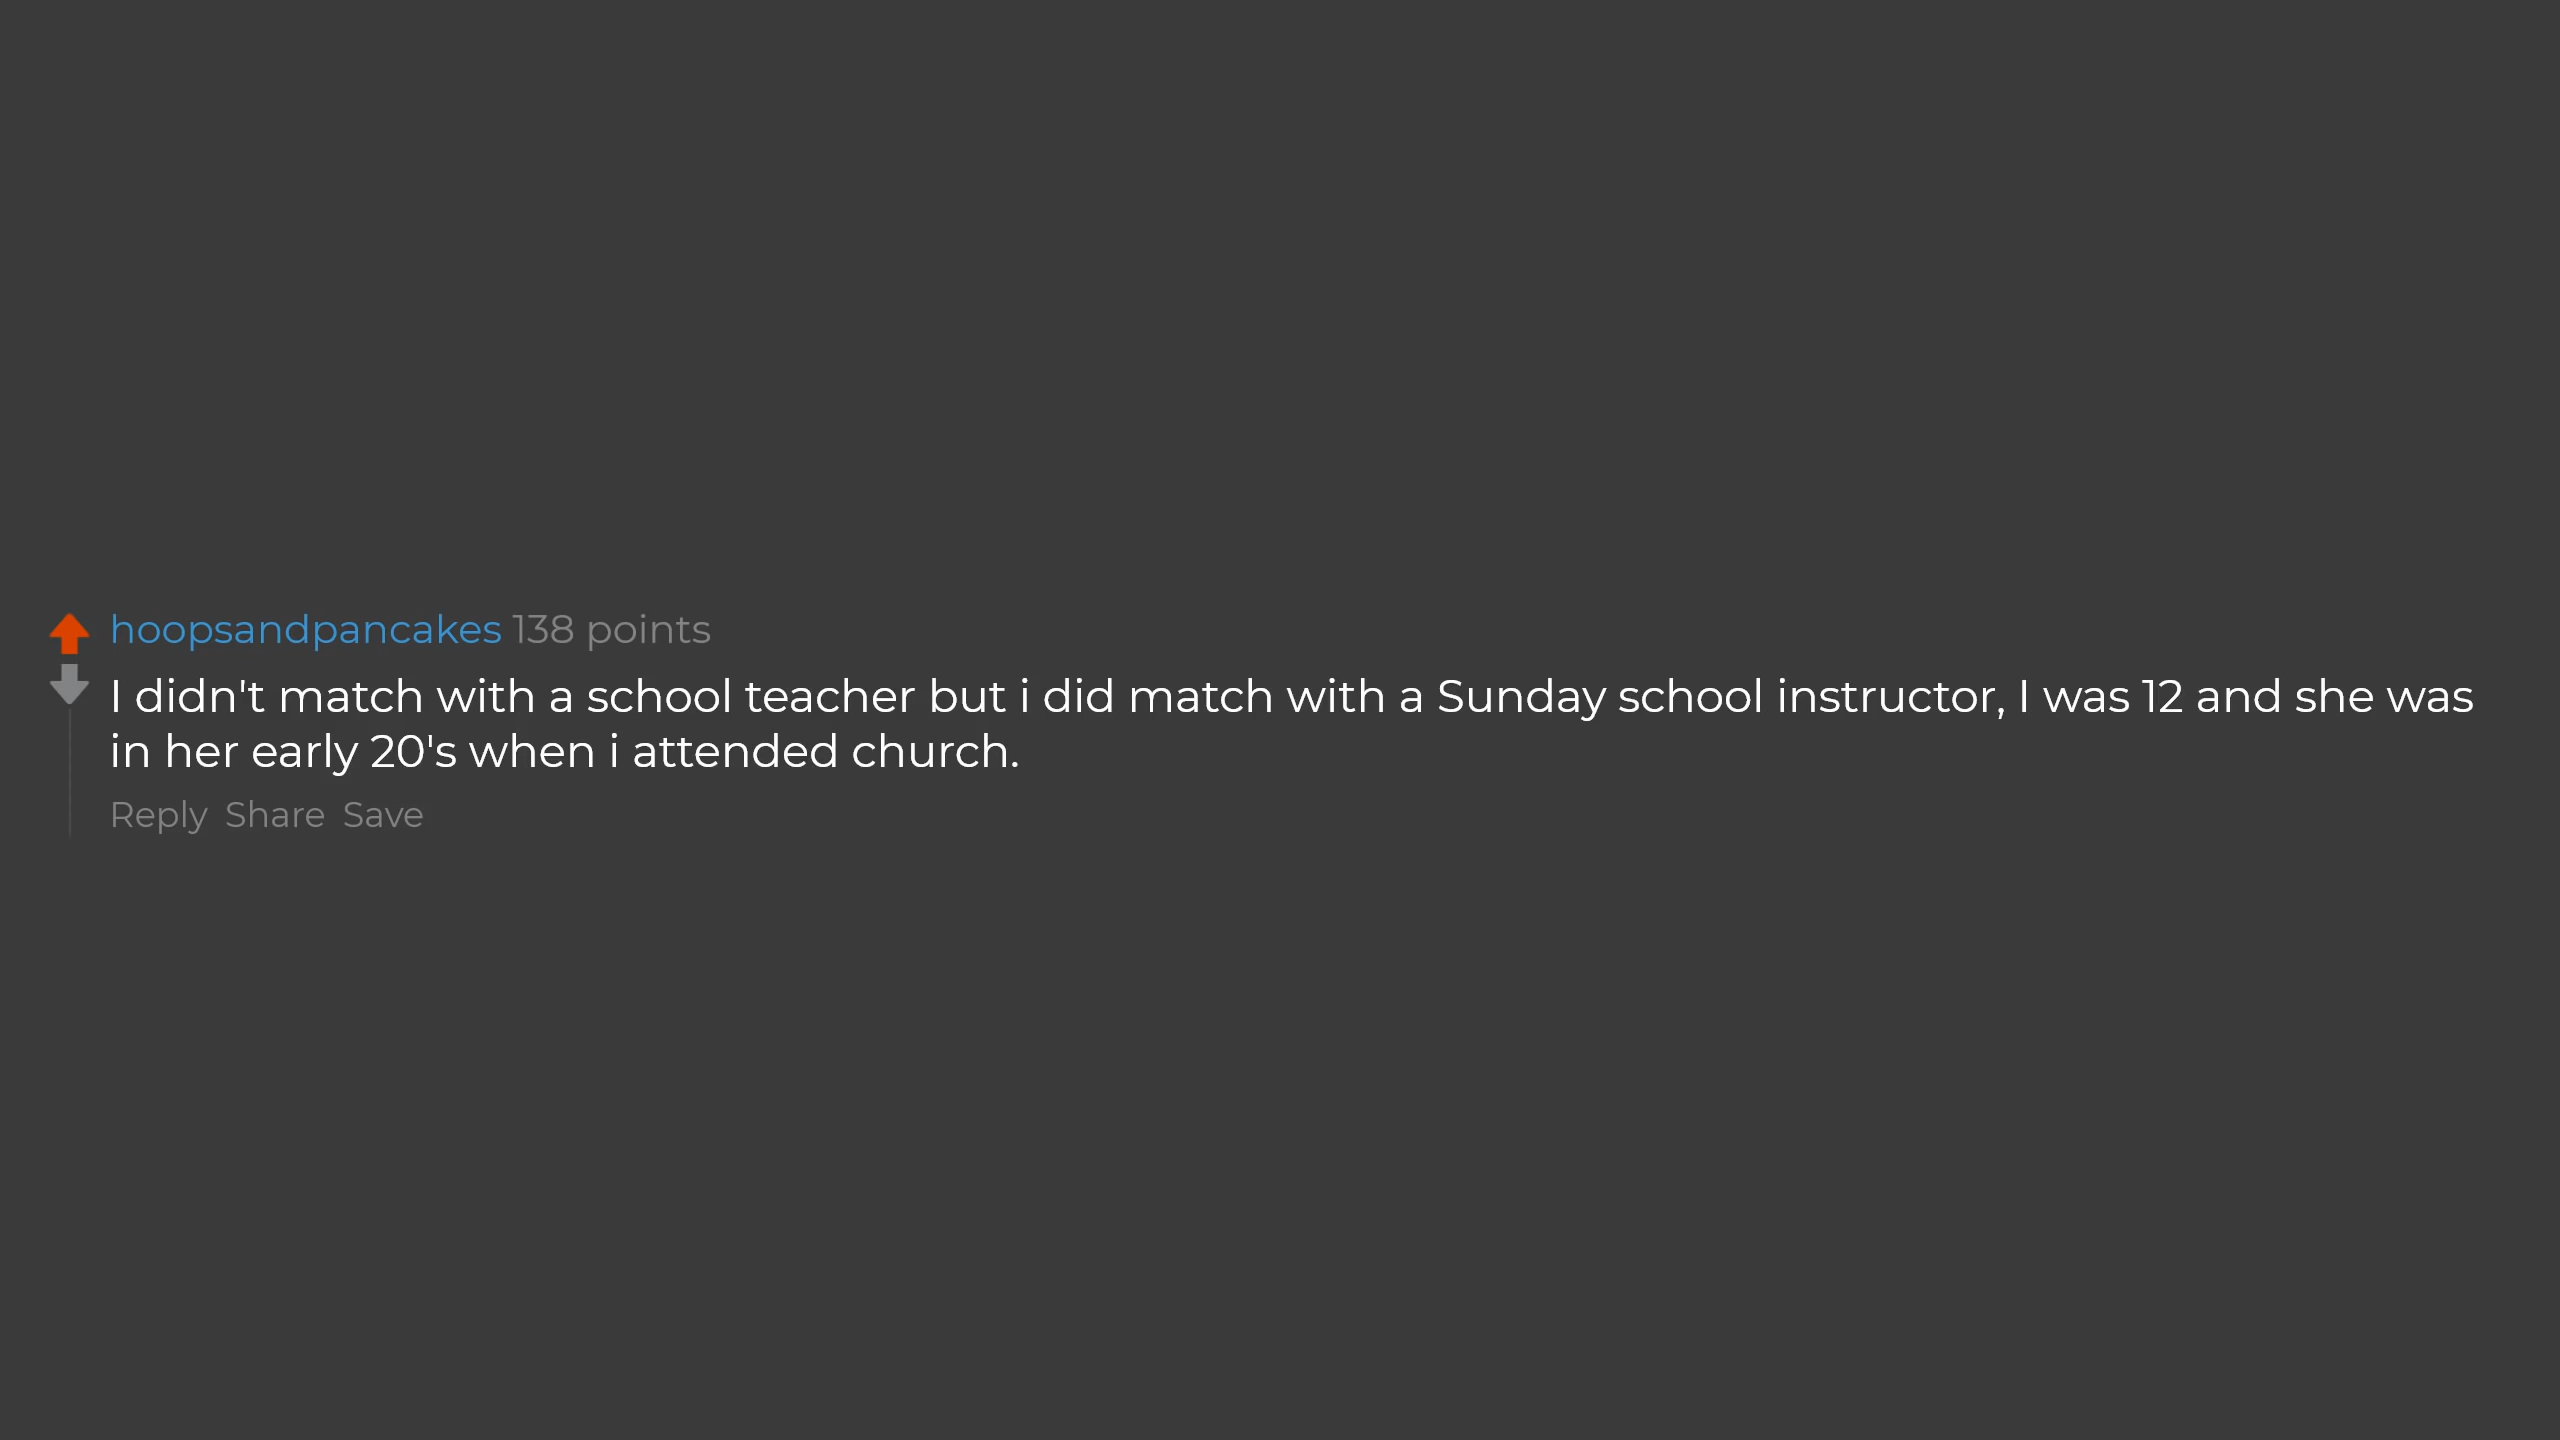 hoopsandpancakes 138 points
I didn't match with a school teacher but i did match with a Sunday school instructor, I was 12 and she was
in her early 20's when i attended church.
Reply Share Save